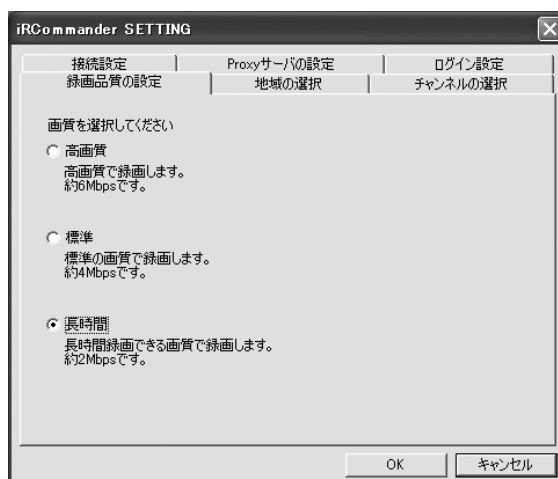 iRCommander SETTING
接続設定
Proxyサーバの設定
ログイン設定
録画品質の設定
地域の選択
チャンネルの選択
画質を選択してください
高画質
高画質で録画します。
約6Mbpsです。
標準
標準の画質で録画します。
約4Mbpsです。
長時間
長時間録画できる画質で録画します。
約2Mbpsです。
OK
キャンセル